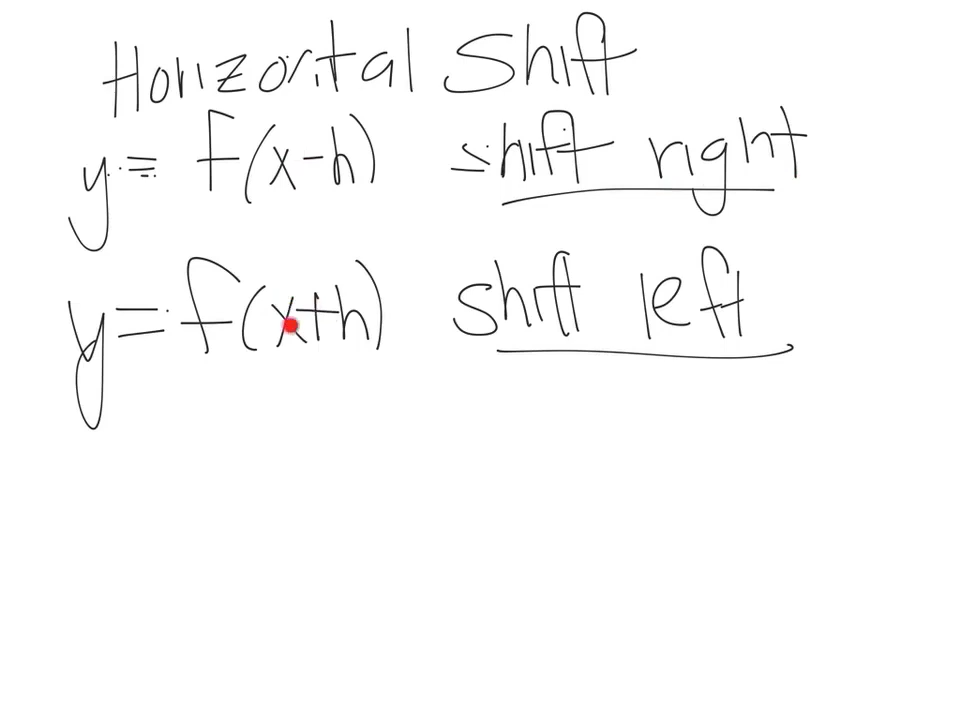 Horizontal Shift
y = f(x-h) shift right
y = f(x+h) shift left